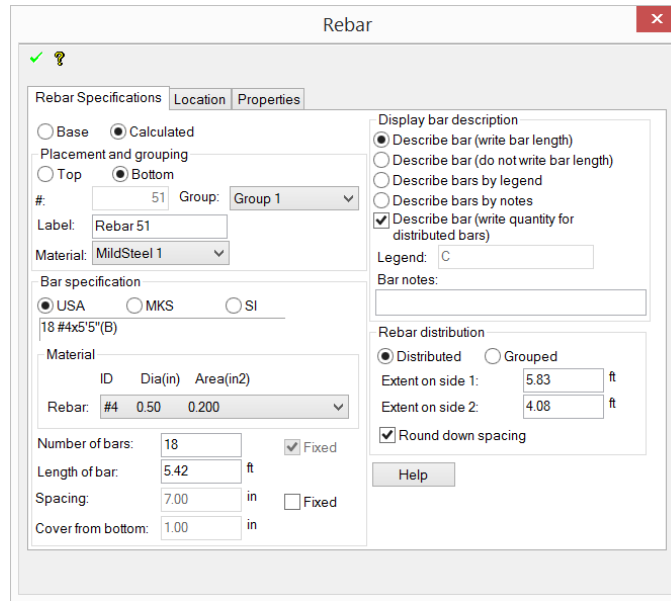 Rebar
Rebar Specifications
Location
Properties
Base
Calculated
Placement and grouping
Top
Bottom
#:
51
Group:
Group 1
Label:
Rebar 51
Material:
MildSteel 1
Bar specification
USA
MKS
SI
18 #4x5'5"(B)
Material
ID
Dia(in)
Area(in2)
Rebar:
#4
0.50
0.200
Number of bars:
18
Fixed
Length of bar:
5.42
ft
Spacing:
7.00
in
Fixed
Cover from bottom:
1.00
in
Display bar description
Describe bar (write bar length)
Describe bar (do not write bar length)
Describe bars by legend
Describe bars by notes
Describe bar (write quantity for
distributed bars)
Legend:
C
Bar notes:
Rebar distribution
Distributed
Grouped
Extent on side 1:
5.83
ft
Extent on side 2:
4.08
ft
Round down spacing
Help